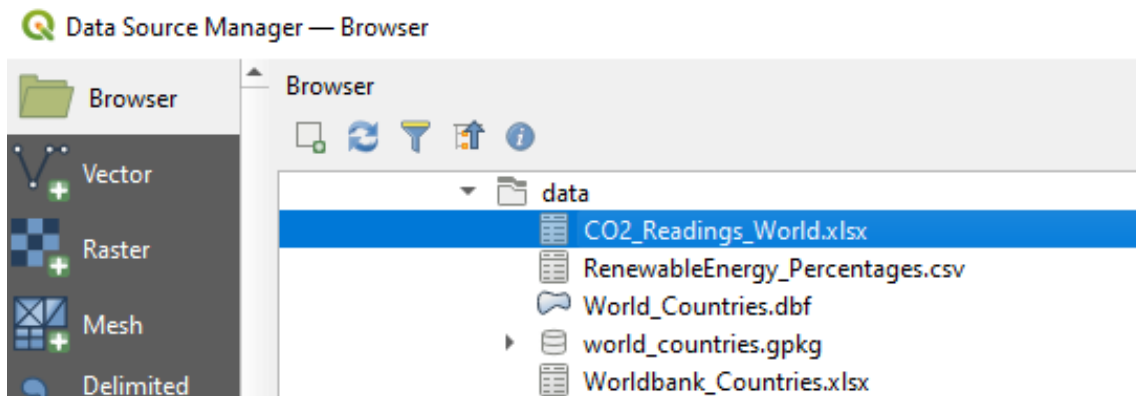 Data Source Manager — Browser
Browser
Vector
Raster
Mesh
Delimited
Browser
data
CO2_Readings_World.xlsx
RenewableEnergy_Percentages.csv
World_Countries.dbf
world_countries.gpkg
Worldbank_Countries.xlsx